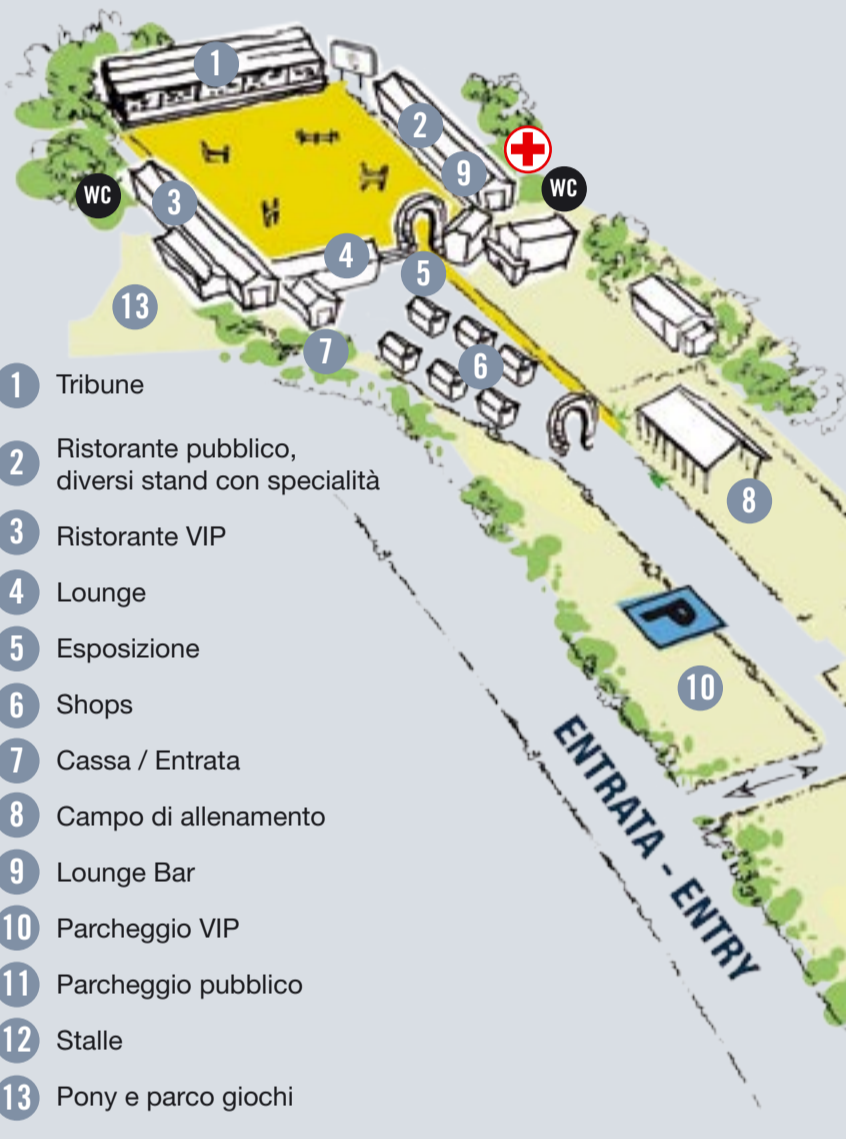 1
2
9
WC
WC
3
4
5
13
7
6
8
P
10
ENTRATA - ENTRY
1 Tribune
2 Ristorante pubblico,
diversi stand con specialità
3 Ristorante VIP
4 Lounge
5 Esposizione
6 Shops
7 Cassa / Entrata
8 Campo di allenamento
9 Lounge Bar
10 Parcheggio VIP
11 Parcheggio pubblico
12 Stalle
13 Pony e parco giochi